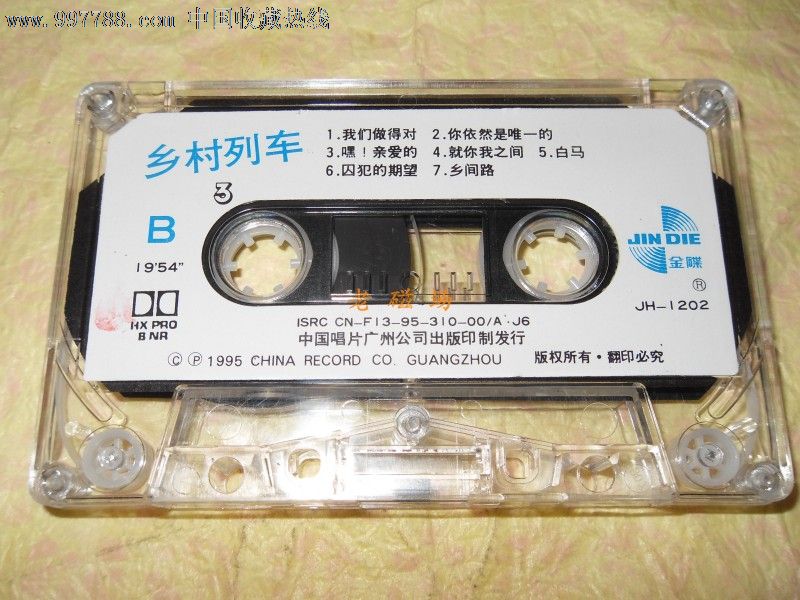 www.997788.com 中国收藏热线
乡村列车
3
1.我们做得对 2.你依然是唯一的
3.嘿！亲爱的 4.就你我之间 5.白马
6.囚犯的期望 7.乡间路
B
19'54"
HX PRO
B NR
JIN DIE
金碟
®
JH-1202
ISRC CN-F13-95-310-00/A·J6
中国唱片广州公司出版印制发行
©℗1995 CHINA RECORD CO. GUANGZHOU 版权所有·翻印必究